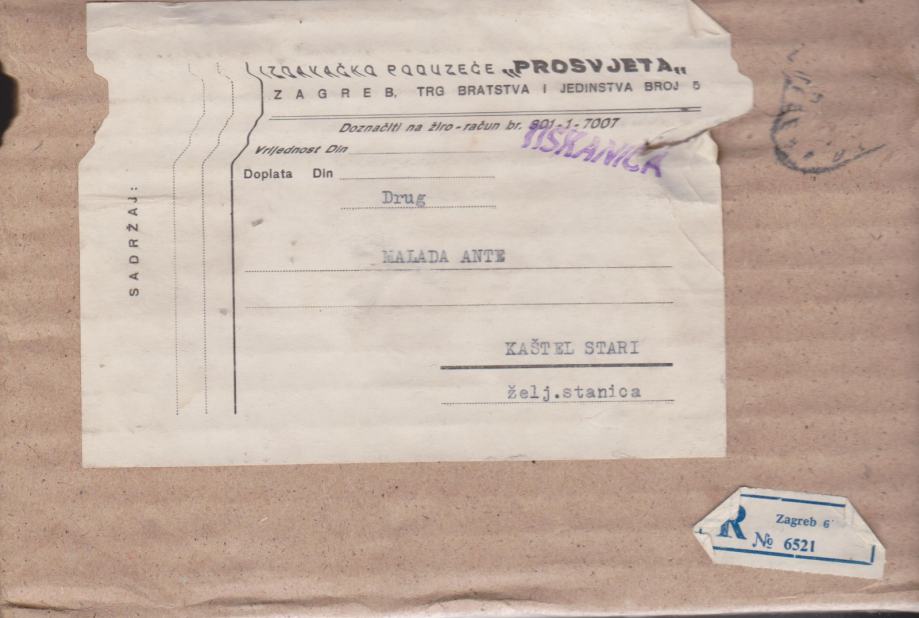 IZDAVAČKO PODUZEĆE „PROSVJETA„
ZAGREB, TRG BRATSTVA I JEDINSTVA BROJ 5
Doznačiti na žiro-račun br. 301-1-7007
TISKANICA
Vrijednost Din
Doplata Din
Drug
MALADA ANTE
KAŠTEL STARI
želj.stanica
SADRŽAJ:
R
Zagreb 6
№ 6521